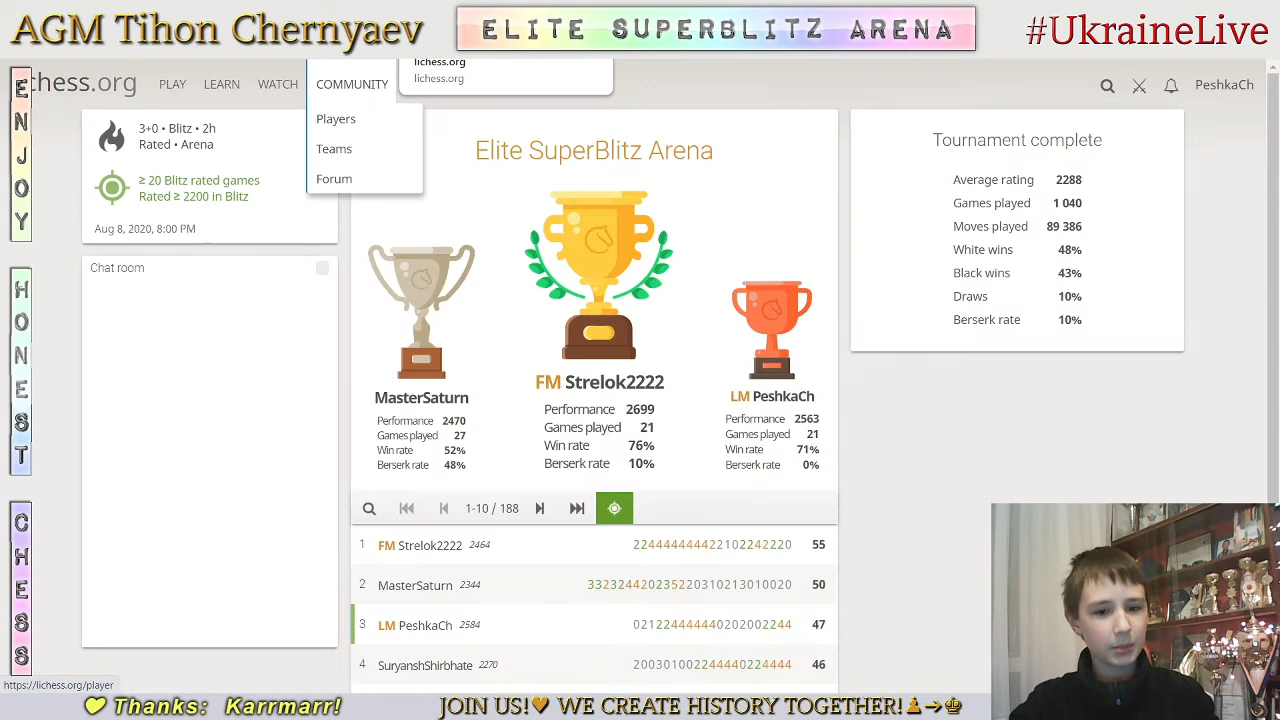 AGM Tihon Chernyaev
ELITE SUPERBLITZ ARENA
#UkraineLive
ENJOY
HONEST
CHESS
chess.org
PLAY LEARN WATCH COMMUNITY
lichess.org
lichess.org
PeshkaCh
Players
Teams
Forum
3+0 • Blitz • 2h
Rated • Arena
≥ 20 Blitz rated games
Rated ≥ 2200 in Blitz
Aug 8, 2020, 8:00 PM
Chat room
Elite SuperBlitz Arena
MasterSaturn
Performance 2470
Games played 27
Win rate 52%
Berserk rate 48%
FM Strelok2222
Performance 2699
Games played 21
Win rate 76%
Berserk rate 10%
LM PeshkaCh
Performance 2563
Games played 21
Win rate 71%
Berserk rate 0%
1-10 / 188
1 FM Strelok2222 2464 2244444444221022422​20 55
2 MasterSaturn 2344 332324420235220310213010020 50
3 LM PeshkaCh 2584 021224444440202002244 47
4 SuryanshShirbhate 2270 200301002244440224444 46
Tournament complete
Average rating 2288
Games played 1 040
Moves played 89 386
White wins 48%
Black wins 43%
Draws 10%
Berserk rate 10%
https://lichess.org/player
Thanks: Karrmarr!
JOIN US! WE CREATE HISTORY TOGETHER!